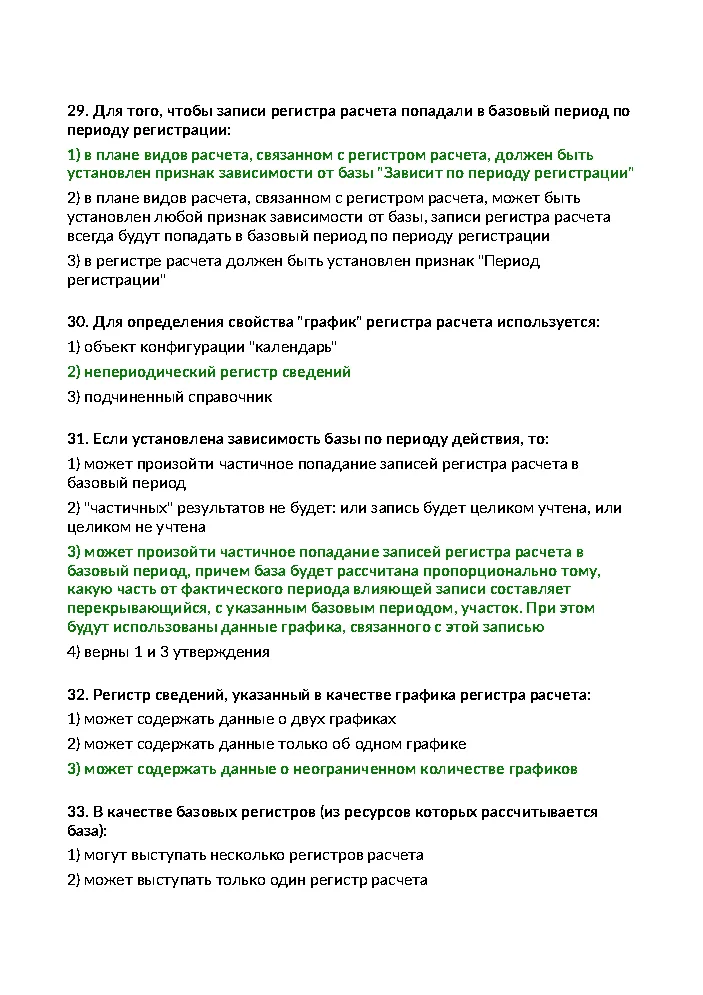 29. Для того, чтобы записи регистра расчета попадали в базовый период по
периоду регистрации:
1) в плане видов расчета, связанном с регистром расчета, должен быть
установлен признак зависимости от базы "Зависит по периоду регистрации"
2) в плане видов расчета, связанном с регистром расчета, может быть
установлен любой признак зависимости от базы, записи регистра расчета
всегда будут попадать в базовый период по периоду регистрации
3) в регистре расчета должен быть установлен признак "Период
регистрации"
30. Для определения свойства "график" регистра расчета используется:
1) объект конфигурации "календарь"
2) непериодический регистр сведений
3) подчиненный справочник
31. Если установлена зависимость базы по периоду действия, то:
1) может произойти частичное попадание записей регистра расчета в
базовый период
2) "частичных" результатов не будет: или запись будет целиком учтена, или
целиком не учтена
3) может произойти частичное попадание записей регистра расчета в
базовый период, причем база будет рассчитана пропорционально тому,
какую часть от фактического периода влияющей записи составляет
перекрывающийся, с указанным базовым периодом, участок. При этом
будут использованы данные графика, связанного с этой записью
4) верны 1 и 3 утверждения
32. Регистр сведений, указанный в качестве графика регистра расчета:
1) может содержать данные о двух графиках
2) может содержать данные только об одном графике
3) может содержать данные о неограниченном количестве графиков
33. В качестве базовых регистров (из ресурсов которых рассчитывается
база):
1) могут выступать несколько регистров расчета
2) может выступать только один регистр расчета